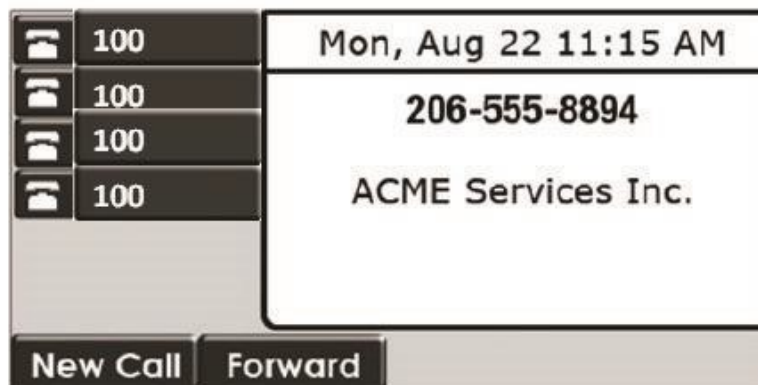 100
100
100
100
Mon, Aug 22 11:15 AM
206-555-8894
ACME Services Inc.
New Call
Forward